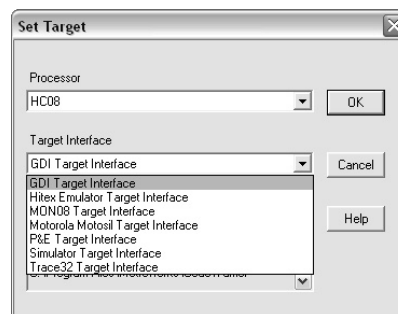 Set Target
Processor
HC08
OK
Target Interface
GDI Target Interface
Cancel
GDI Target Interface
Hitex Emulator Target Interface
MON08 Target Interface
Motorola Motosil Target Interface
P&E Target Interface
Simulator Target Interface
Trace32 Target Interface
Help